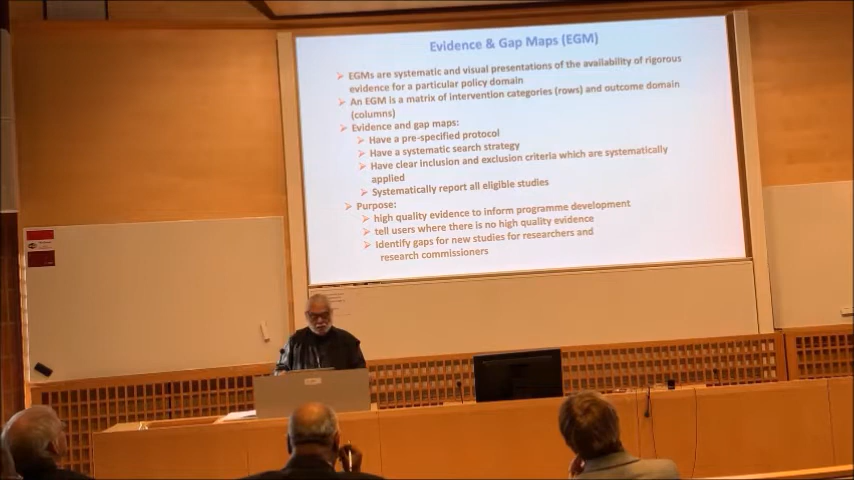 Evidence & Gap Maps (EGM)
➢ EGMs are systematic and visual presentations of the availability of rigorous
evidence for a particular policy domain
➢ An EGM is a matrix of intervention categories (rows) and outcome domain
(columns)
➢ Evidence and gap maps:
➢ Have a pre-specified protocol
➢ Have a systematic search strategy
➢ Have clear inclusion and exclusion criteria which are systematically
applied
➢ Systematically report all eligible studies
➢ Purpose:
➢ high quality evidence to inform programme development
➢ tell users where there is no high quality evidence
➢ Identify gaps for new studies for researchers and
research commissioners